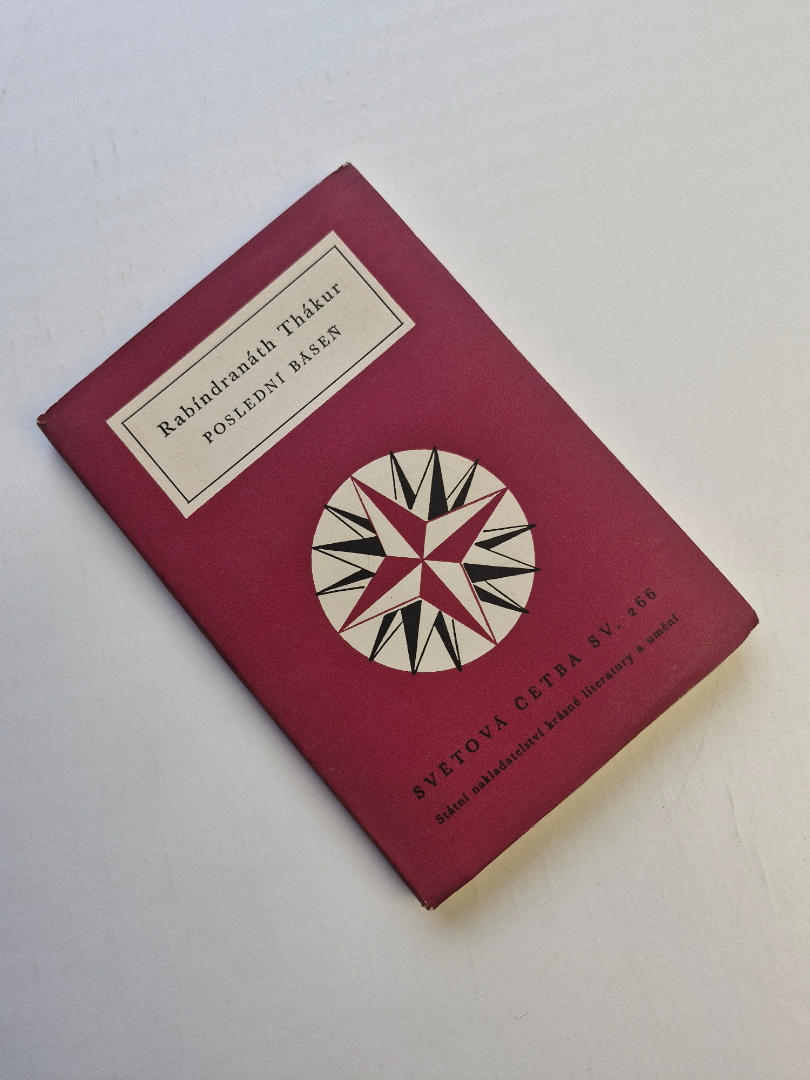 Rabíndranáth Thákur
POSLEDNÍ BÁSEŇ
SVĚTOVÁ ČETBA SV. 266
Státní nakladatelství krásné literatury a umění